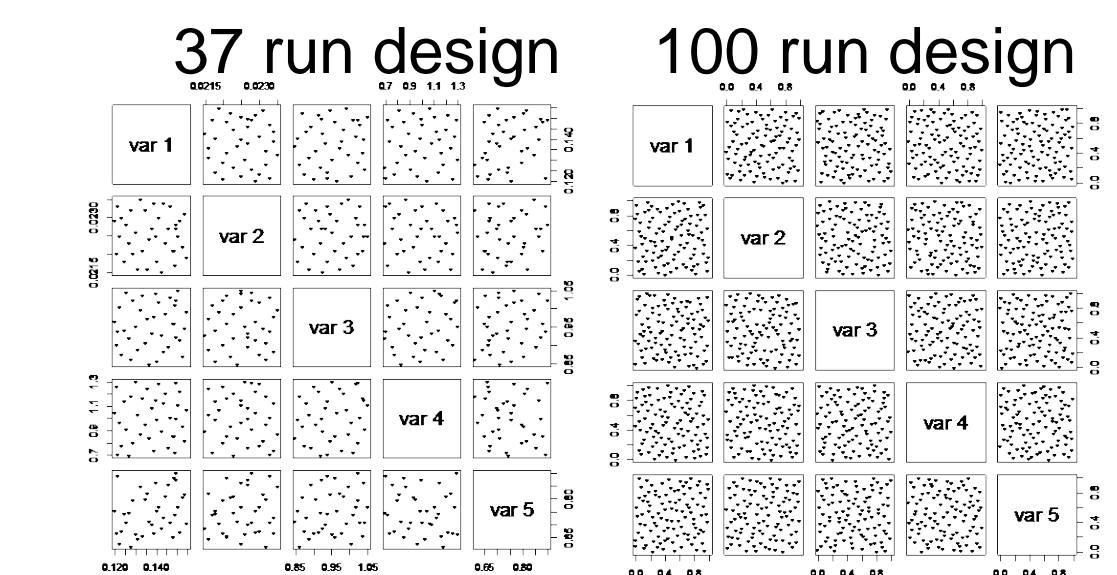 37 run design
100 run design
0.0215 0.0230 0.7 0.9 1.1 1.3
0.0 0.4 0.8 0.0 0.4 0.8
var 1
0.120 0.140
var 1
0.0 0.4 0.8
0.0215 0.0230
var 2
0.0 0.4 0.8
var 2
var 3
0.85 0.95 1.05
var 3
0.0 0.4 0.8
0.7 0.9 1.1 1.3
var 4
0.0 0.4 0.8
var 4
var 5
0.65 0.80
var 5
0.0 0.4 0.8
0.120 0.140 0.85 0.95 1.05 0.65 0.80
0.0 0.4 0.8 0.0 0.4 0.8 0.0 0.4 0.8